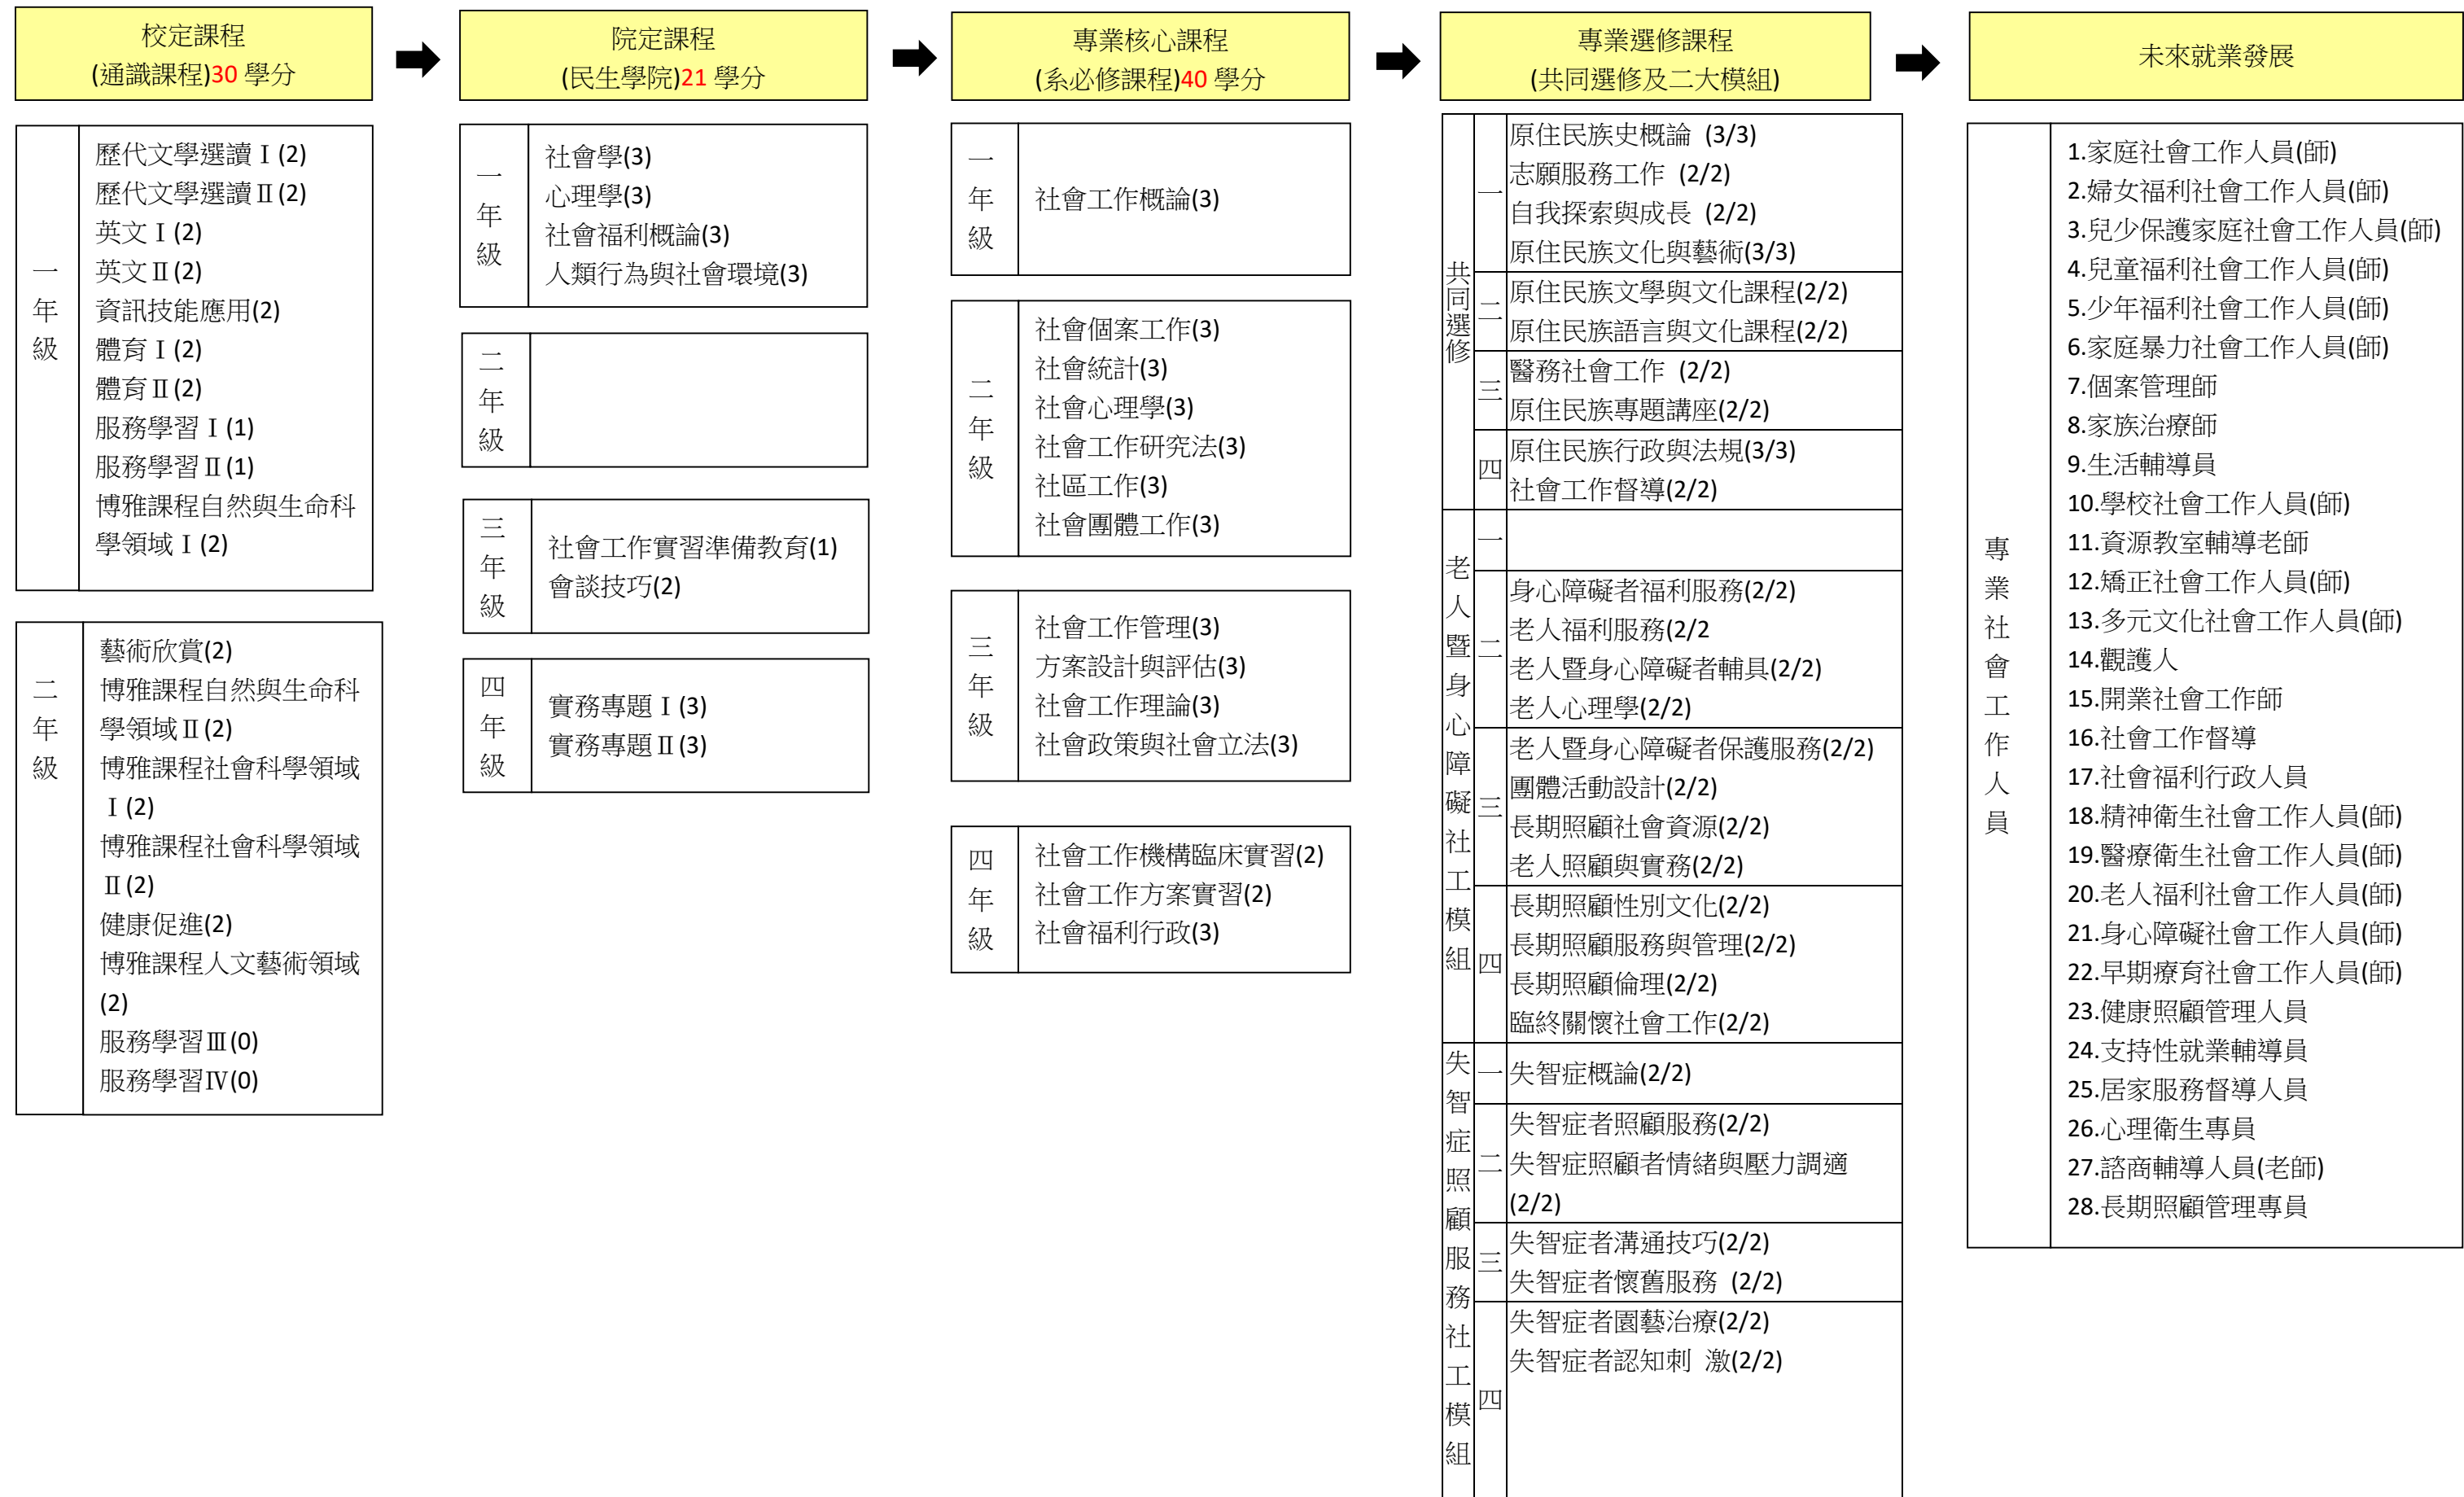 校定課程
(通識課程)30 學分
一年級
歷代文學選讀Ⅰ(2)
歷代文學選讀Ⅱ(2)
英文Ⅰ(2)
英文Ⅱ(2)
資訊技能應用(2)
體育Ⅰ(2)
體育Ⅱ(2)
服務學習Ⅰ(1)
服務學習Ⅱ(1)
博雅課程自然與生命科
學領域Ⅰ(2)
二年級
藝術欣賞(2)
博雅課程自然與生命科
學領域Ⅱ(2)
博雅課程社會科學領域
Ⅰ(2)
博雅課程社會科學領域
Ⅱ(2)
健康促進(2)
博雅課程人文藝術領域
(2)
服務學習Ⅲ(0)
服務學習Ⅳ(0)
院定課程
(民生學院)21 學分
一年級
社會學(3)
心理學(3)
社會福利概論(3)
人類行為與社會環境(3)
二年級
三年級
社會工作實習準備教育(1)
會談技巧(2)
四年級
實務專題Ⅰ(3)
實務專題Ⅱ(3)
專業核心課程
(系必修課程)40 學分
一年級
社會工作概論(3)
二年級
社會個案工作(3)
社會統計(3)
社會心理學(3)
社會工作研究法(3)
社區工作(3)
社會團體工作(3)
三年級
社會工作管理(3)
方案設計與評估(3)
社會工作理論(3)
社會政策與社會立法(3)
四年級
社會工作機構臨床實習(2)
社會工作方案實習(2)
社會福利行政(3)
專業選修課程
(共同選修及二大模組)
共同選修
一
原住民族史概論 (3/3)
志願服務工作 (2/2)
自我探索與成長 (2/2)
原住民族文化與藝術(3/3)
二
原住民族文學與文化課程(2/2)
原住民族語言與文化課程(2/2)
三
醫務社會工作 (2/2)
原住民族專題講座(2/2)
四
原住民族行政與法規(3/3)
社會工作督導(2/2)
老人暨身心障礙社工模組
一
二
身心障礙者福利服務(2/2)
老人福利服務(2/2
老人暨身心障礙者輔具(2/2)
老人心理學(2/2)
三
老人暨身心障礙者保護服務(2/2)
團體活動設計(2/2)
長期照顧社會資源(2/2)
老人照顧與實務(2/2)
四
長期照顧性別文化(2/2)
長期照顧服務與管理(2/2)
長期照顧倫理(2/2)
臨終關懷社會工作(2/2)
失智症照顧服務社工模組
一
失智症概論(2/2)
二
失智症者照顧服務(2/2)
失智症照顧者情緒與壓力調適
(2/2)
三
失智症者溝通技巧(2/2)
失智症者懷舊服務 (2/2)
四
失智症者園藝治療(2/2)
失智症者認知刺 激(2/2)
未來就業發展
專業社會工作人員
1.家庭社會工作人員(師)
2.婦女福利社會工作人員(師)
3.兒少保護家庭社會工作人員(師)
4.兒童福利社會工作人員(師)
5.少年福利社會工作人員(師)
6.家庭暴力社會工作人員(師)
7.個案管理師
8.家族治療師
9.生活輔導員
10.學校社會工作人員(師)
11.資源教室輔導老師
12.矯正社會工作人員(師)
13.多元文化社會工作人員(師)
14.觀護人
15.開業社會工作師
16.社會工作督導
17.社會福利行政人員
18.精神衛生社會工作人員(師)
19.醫療衛生社會工作人員(師)
20.老人福利社會工作人員(師)
21.身心障礙社會工作人員(師)
22.早期療育社會工作人員(師)
23.健康照顧管理人員
24.支持性就業輔導員
25.居家服務督導人員
26.心理衛生專員
27.諮商輔導人員(老師)
28.長期照顧管理專員